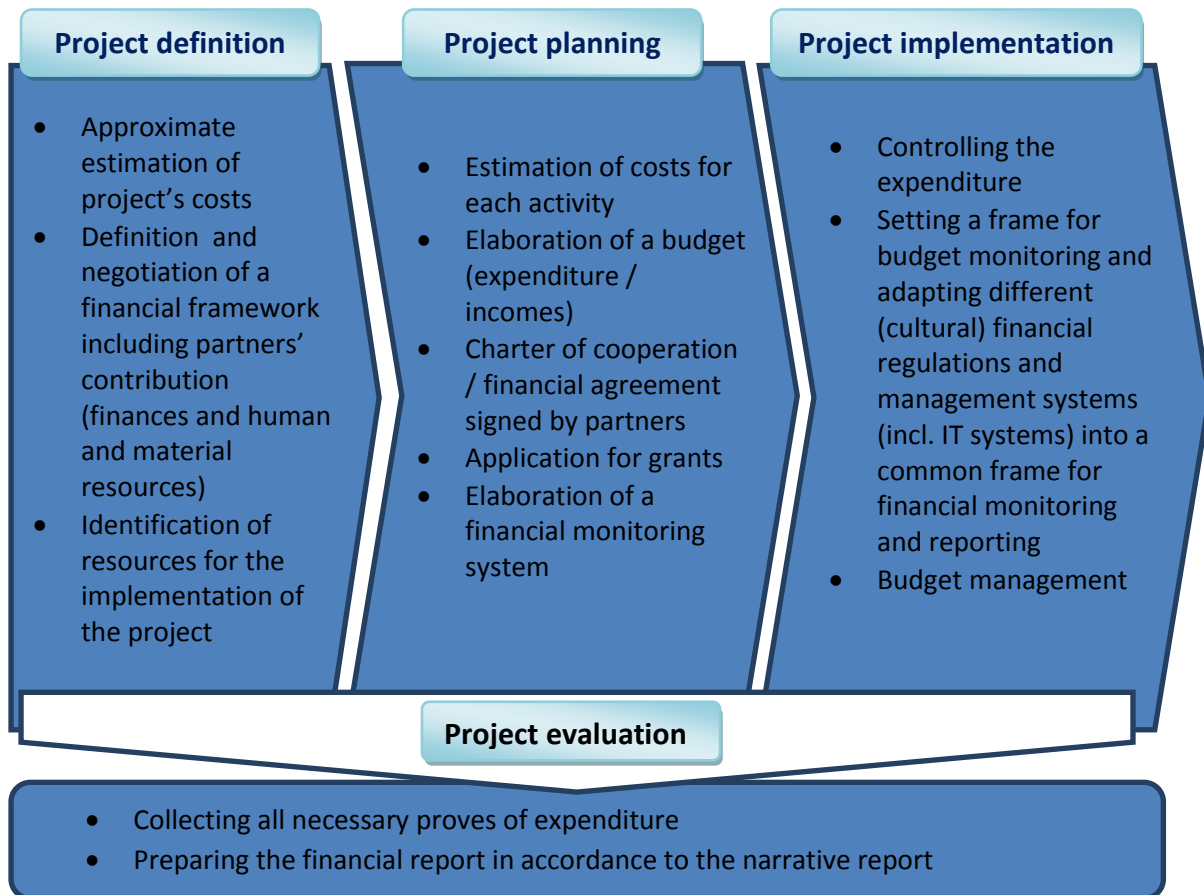 Project definition
Approximate
estimation of
project's costs
Definition and
negotiation of a
financial framework
including partners'
contribution
(finances and human
and material
resources)
Identification of
resources for the
implementation of
the project
Project planning
Estimation of costs for
each activity
Elaboration of a budget
(expenditure /
incomes)
Charter of cooperation
/ financial agreement
signed by partners
Application for grants
Elaboration of a
financial monitoring
system
Project implementation
Controlling the
expenditure
Setting a frame for
budget monitoring and
adapting different
(cultural) financial
regulations and
management systems
(incl. IT systems) into a
common frame for
financial monitoring
and reporting
Budget management
Project evaluation
Collecting all necessary proves of expenditure
Preparing the financial report in accordance to the narrative report